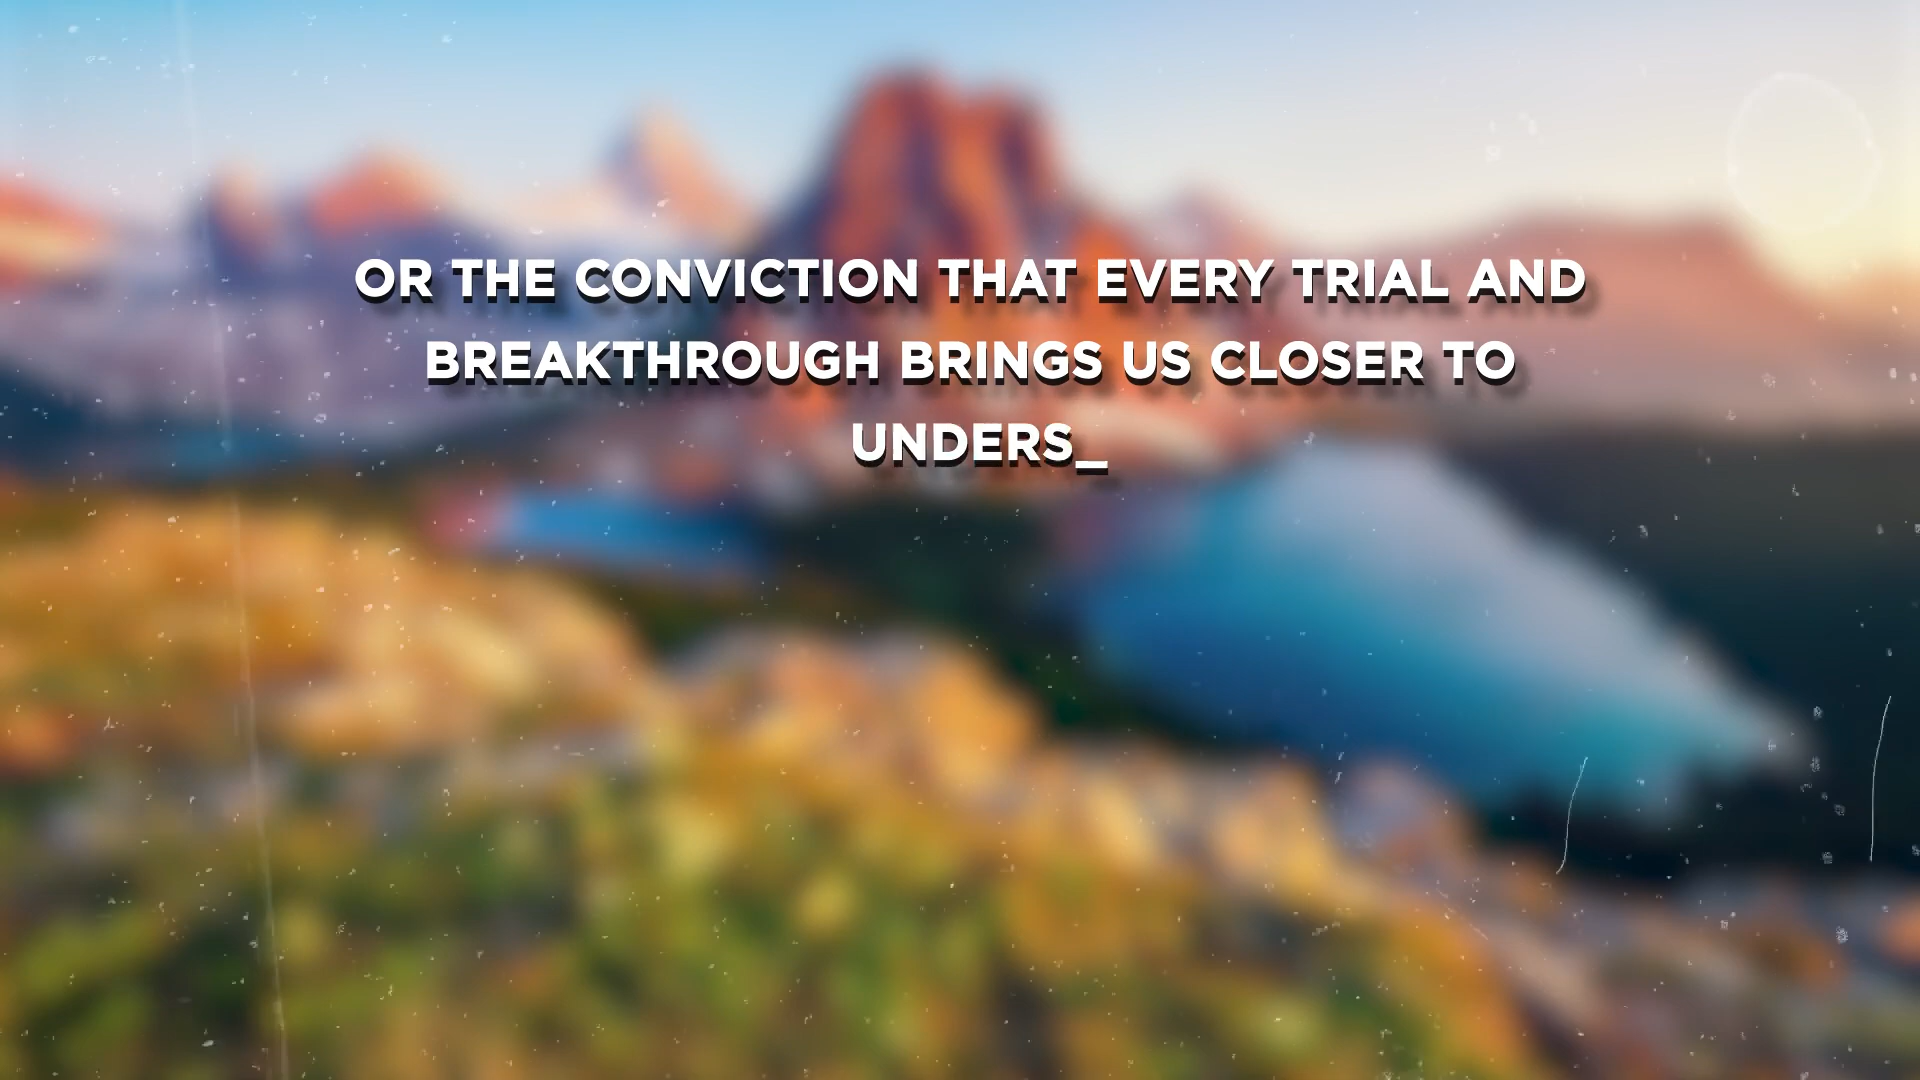 OR THE CONVICTION THAT EVERY TRIAL AND
BREAKTHROUGH BRINGS US CLOSER TO
UNDERS_